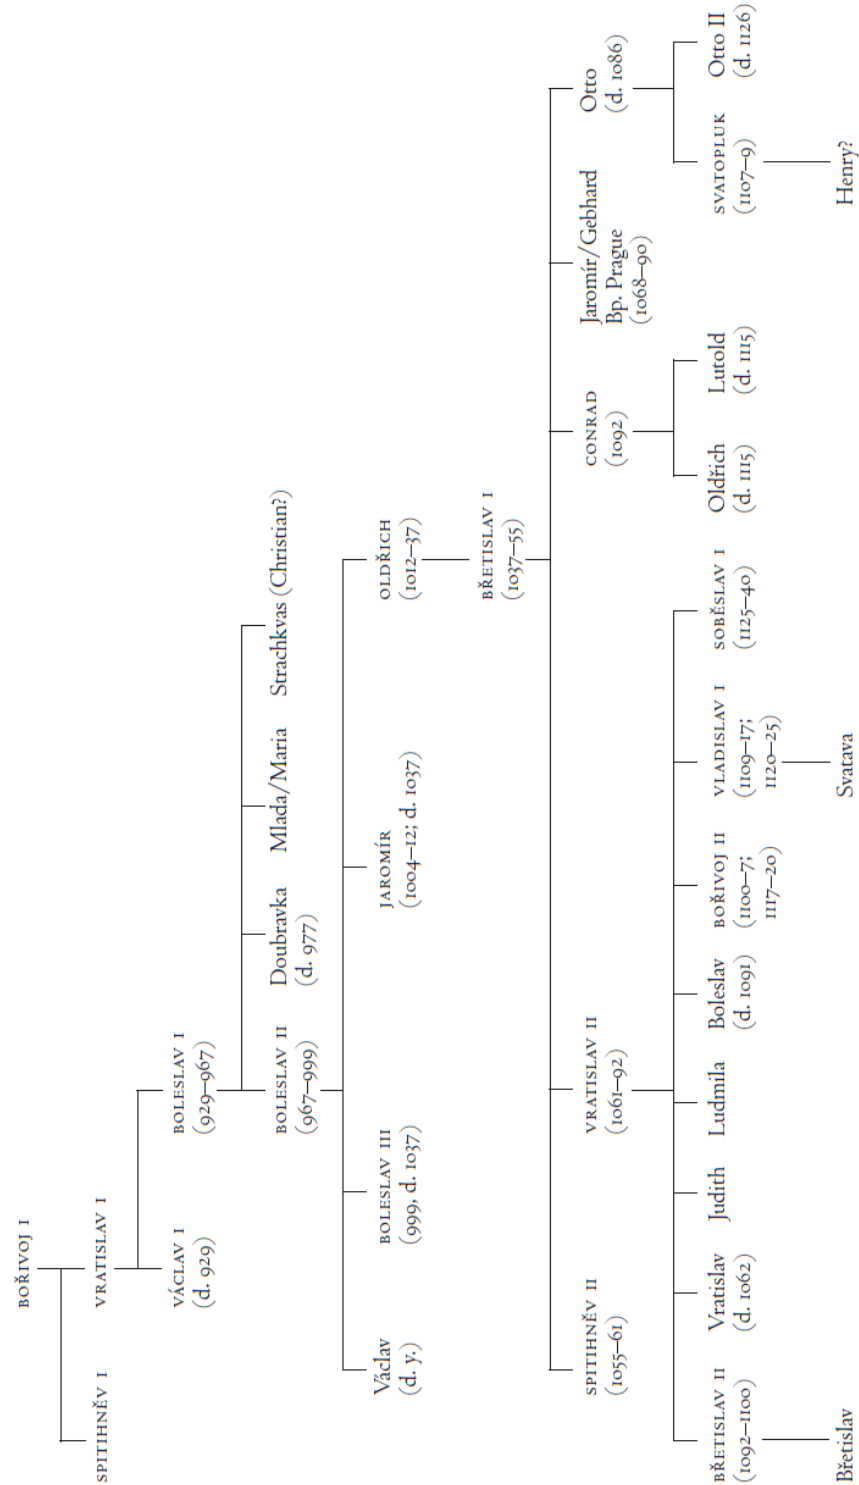 BOŘIVOJ I
SPITIHNĚV I
VRATISLAV I
VÁCLAV I
(d. 929)
BOLESLAV I
(929–967)
BOLESLAV II
(967–999)
Doubravka
(d. 977)
Mlada/Maria
Strachkvas (Christian?)
Václav
(d. y.)
BOLESLAV III
(999, d. 1037)
JAROMÍR
(1004–12; d. 1037)
OLDŘICH
(1012–37)
BŘETISLAV I
(1037–55)
SPITIHNĚV II
(1055–61)
VRATISLAV II
(1061–92)
CONRAD
(1092)
Jaromír/Gebhard
Bp. Prague
(1068–90)
Otto
(d. 1086)
BŘETISLAV II
(1092–1100)
Vratislav
(d. 1062)
Judith
Ludmila
Boleslav
(d. 1091)
BOŘIVOJ II
(1100–7;
1117–20)
VLADISLAV I
(1109–17;
1120–25)
SOBĚSLAV I
(1125–40)
Oldřich
(d. 1115)
Lutold
(d. 1115)
SVATOPLUK
(1107–9)
Otto II
(d. 1126)
Břetislav
Svatava
Henry?